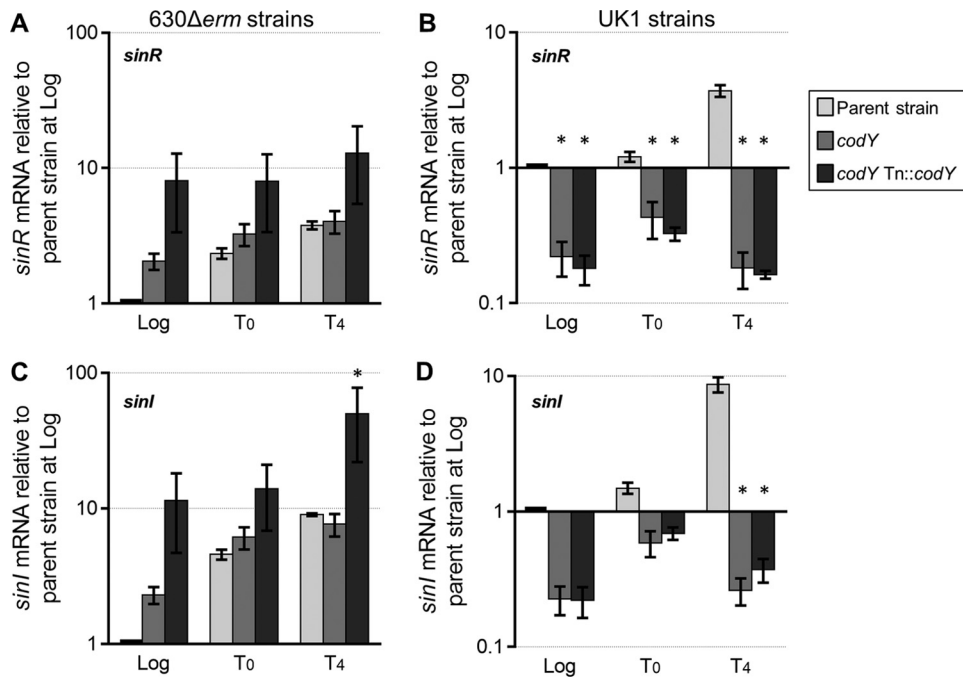 A
630Δerm strains
sinR
sinR mRNA relative to
parent strain at Log
100
10
1
Log
T0
T4
B
UK1 strains
sinR
sinR mRNA relative to
parent strain at Log
10
1
0.1
* * * * * *
Log
T0
T4
Parent strain
codY
codY Tn::codY
C
sinI
sinI mRNA relative to
parent strain at Log
100
10
1
*
Log
T0
T4
D
sinI
sinI mRNA relative to
parent strain at Log
10
1
0.1
* *
Log
T0
T4